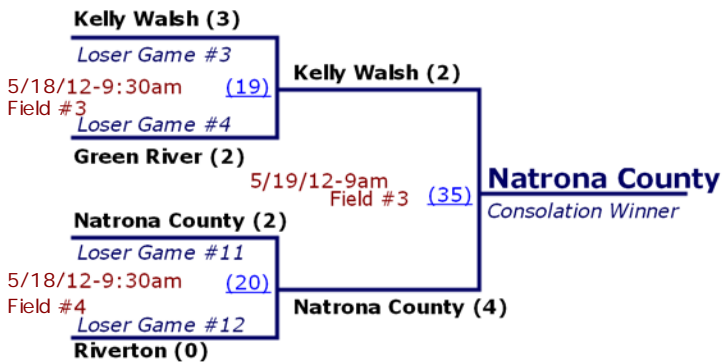 Kelly Walsh (3)
Loser Game #3
5/18/12-9:30am
Field #3
(19)
Loser Game #4
Green River (2)
Kelly Walsh (2)
5/19/12-9am
Field #3
(35)
Natrona County
Consolation Winner
Natrona County (2)
Loser Game #11
5/18/12-9:30am
Field #4
(20)
Loser Game #12
Riverton (0)
Natrona County (4)